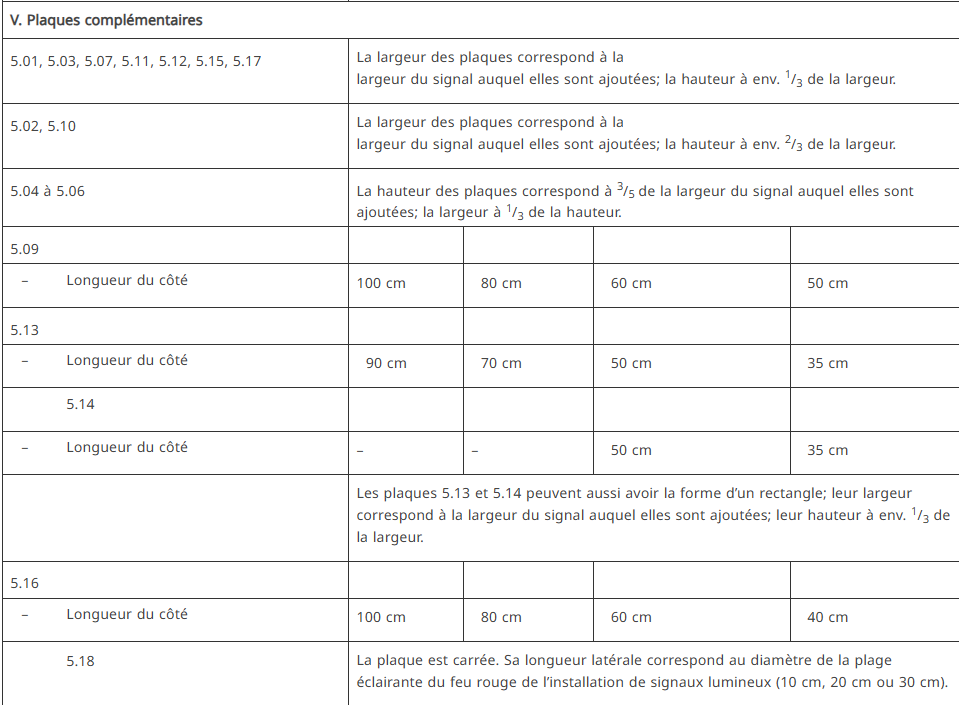 V. Plaques complémentaires
5.01, 5.03, 5.07, 5.11, 5.12, 5.15, 5.17
La largeur des plaques correspond à la
largeur du signal auquel elles sont ajoutées; la hauteur à env. 1/3 de la largeur.
5.02, 5.10
La largeur des plaques correspond à la
largeur du signal auquel elles sont ajoutées; la hauteur à env. 2/3 de la largeur.
5.04 à 5.06
La hauteur des plaques correspond à 3/5 de la largeur du signal auquel elles sont
ajoutées; la largeur à 1/3 de la hauteur.
5.09
– Longueur du côté 100 cm 80 cm 60 cm 50 cm
5.13
– Longueur du côté 90 cm 70 cm 50 cm 35 cm
5.14
– Longueur du côté – – 50 cm 35 cm
Les plaques 5.13 et 5.14 peuvent aussi avoir la forme d’un rectangle; leur largeur
correspond à la largeur du signal auquel elles sont ajoutées; leur hauteur à env. 1/3 de
la largeur.
5.16
– Longueur du côté 100 cm 80 cm 60 cm 40 cm
5.18
La plaque est carrée. Sa longueur latérale correspond au diamètre de la plage
éclairante du feu rouge de l’installation de signaux lumineux (10 cm, 20 cm ou 30 cm).